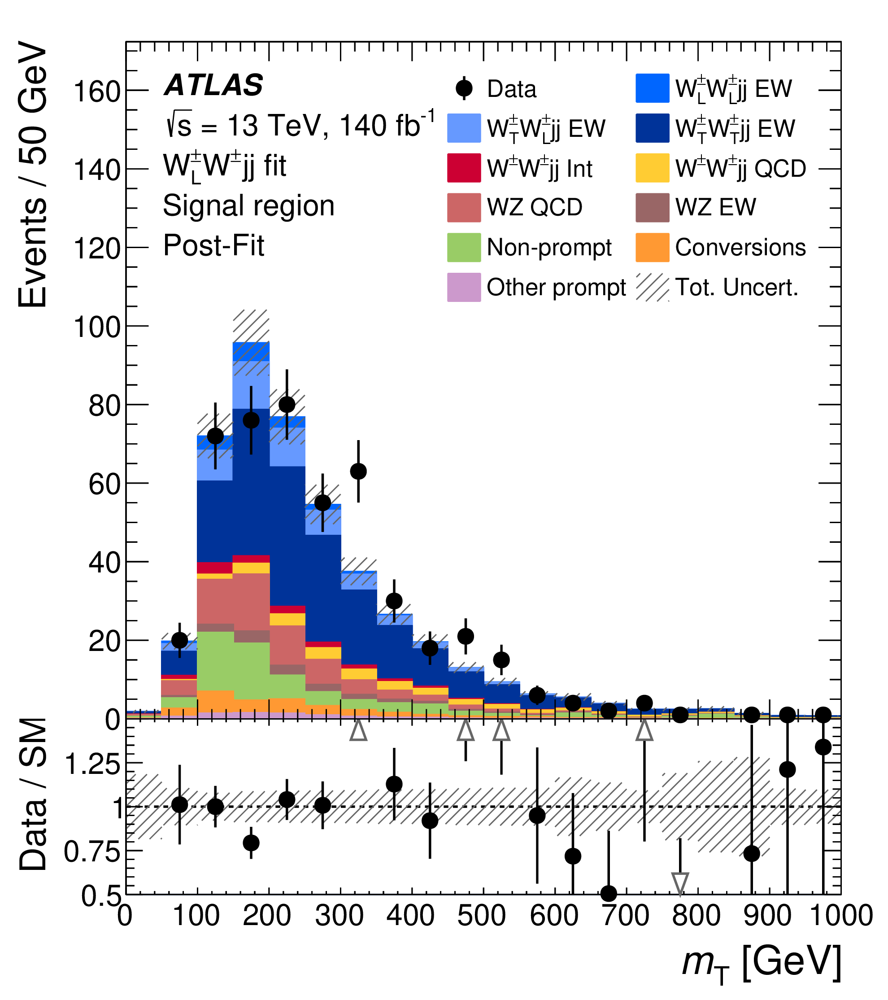 Events / 50 GeV
160
140
120
100
80
60
40
20
0
ATLAS
√s = 13 TeV, 140 fb⁻¹
W±LW±jj fit
Signal region
Post-Fit
Data
W±LW±Ljj EW
W±TW±Ljj EW
W±TW±Tjj EW
W±W±jj Int
W±W±jj QCD
WZ QCD
WZ EW
Non-prompt
Conversions
Other prompt
Tot. Uncert.
Data / SM
1.25
1
0.75
0.5
0 100 200 300 400 500 600 700 800 900 1000
mT [GeV]